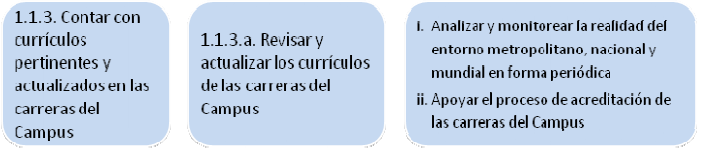 1.1.3. Contar con
currículos
pertinentes y
actualizados en las
carreras del
Campus
1.1.3.a. Revisar y
actualizar los currículos
de las carreras del
Campus
i. Analizar y monitorear la realidad del
entorno metropolitano, nacional y
mundial en forma periódica
ii. Apoyar el proceso de acreditación de
las carreras del Campus